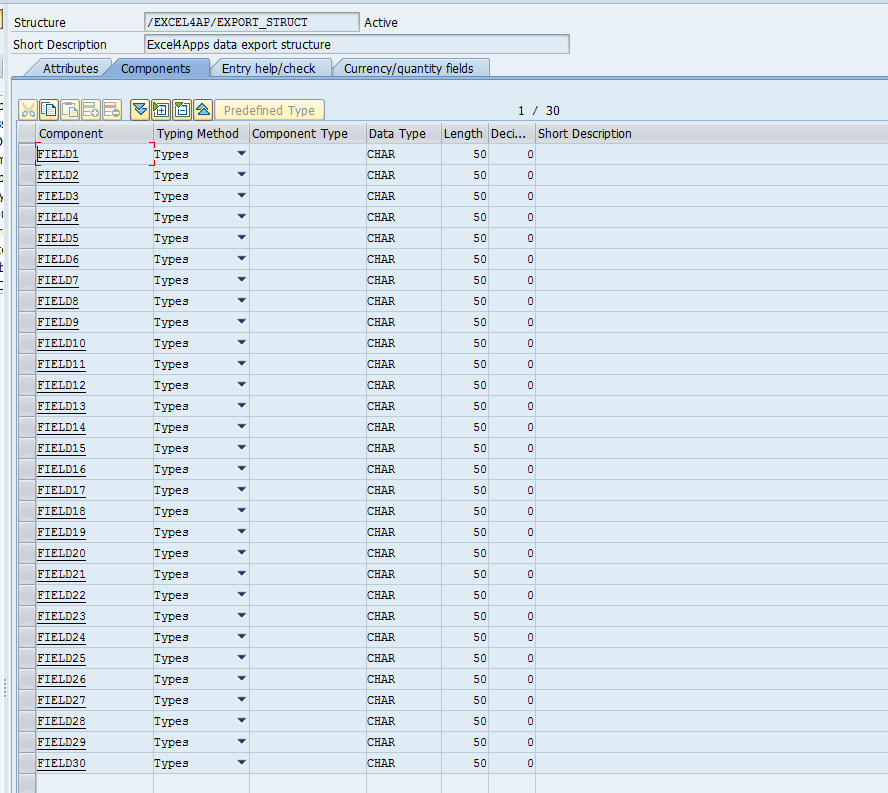 Structure /EXCEL4AP/EXPORT_STRUCT Active
Short Description Excel4Apps data export structure
Attributes Components Entry help/check Currency/quantity fields
Predefined Type 1 / 30
Component Typing Method Component Type Data Type Length Deci... Short Description
FIELD1 Types CHAR 50 0
FIELD2 Types CHAR 50 0
FIELD3 Types CHAR 50 0
FIELD4 Types CHAR 50 0
FIELD5 Types CHAR 50 0
FIELD6 Types CHAR 50 0
FIELD7 Types CHAR 50 0
FIELD8 Types CHAR 50 0
FIELD9 Types CHAR 50 0
FIELD10 Types CHAR 50 0
FIELD11 Types CHAR 50 0
FIELD12 Types CHAR 50 0
FIELD13 Types CHAR 50 0
FIELD14 Types CHAR 50 0
FIELD15 Types CHAR 50 0
FIELD16 Types CHAR 50 0
FIELD17 Types CHAR 50 0
FIELD18 Types CHAR 50 0
FIELD19 Types CHAR 50 0
FIELD20 Types CHAR 50 0
FIELD21 Types CHAR 50 0
FIELD22 Types CHAR 50 0
FIELD23 Types CHAR 50 0
FIELD24 Types CHAR 50 0
FIELD25 Types CHAR 50 0
FIELD26 Types CHAR 50 0
FIELD27 Types CHAR 50 0
FIELD28 Types CHAR 50 0
FIELD29 Types CHAR 50 0
FIELD30 Types CHAR 50 0